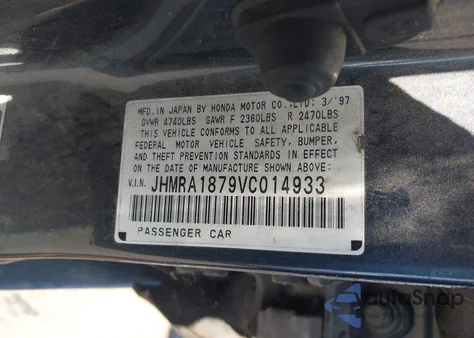 MFD.IN JAPAN BY HONDA MOTOR CO.,LTD: 3/'97
GVWR 4740LBS GAWR F 2360LBS R 2470LBS
THIS VEHICLE CONFORMS TO ALL APPLICABLE
FEDERAL MOTOR VEHICLE SAFETY, BUMPER,
AND THEFT PREVENTION STANDARDS IN EFFECT
ON THE DATE OF MANUFACTURE SHOWN ABOVE.
V.I.N. JHMRA1879VC014933
PASSENGER CAR
AutoSnap